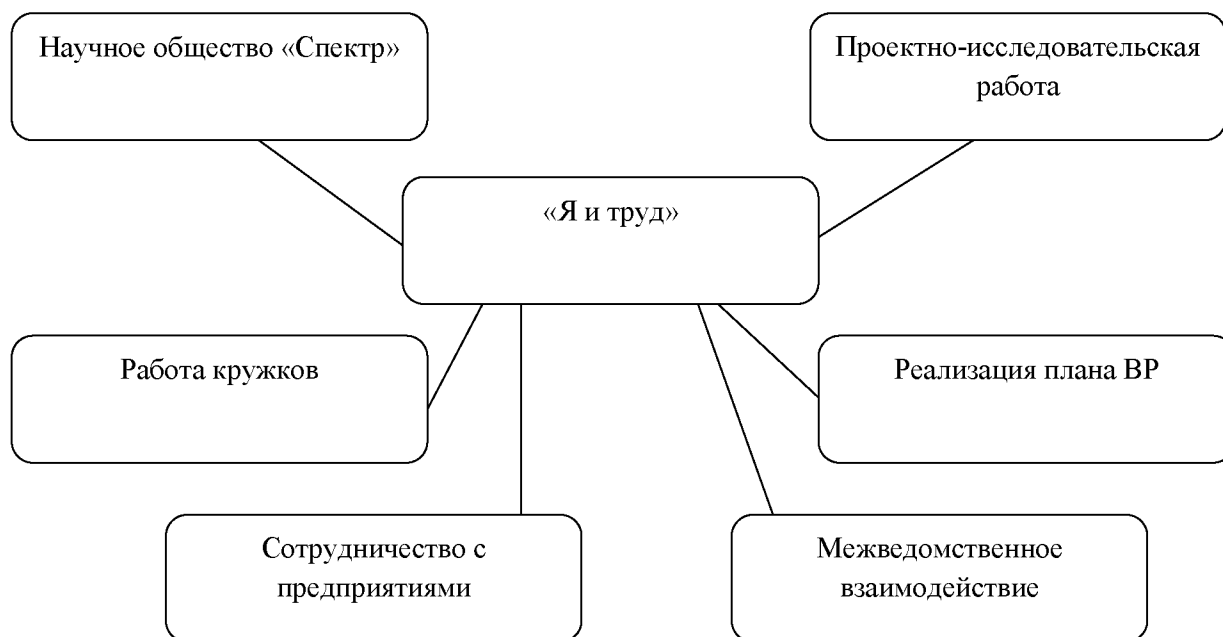 Научное общество «Спектр»
Проектно-исследовательская
работа
«Я и труд»
Работа кружков
Реализация плана ВР
Сотрудничество с
предприятиями
Межведомственное
взаимодействие